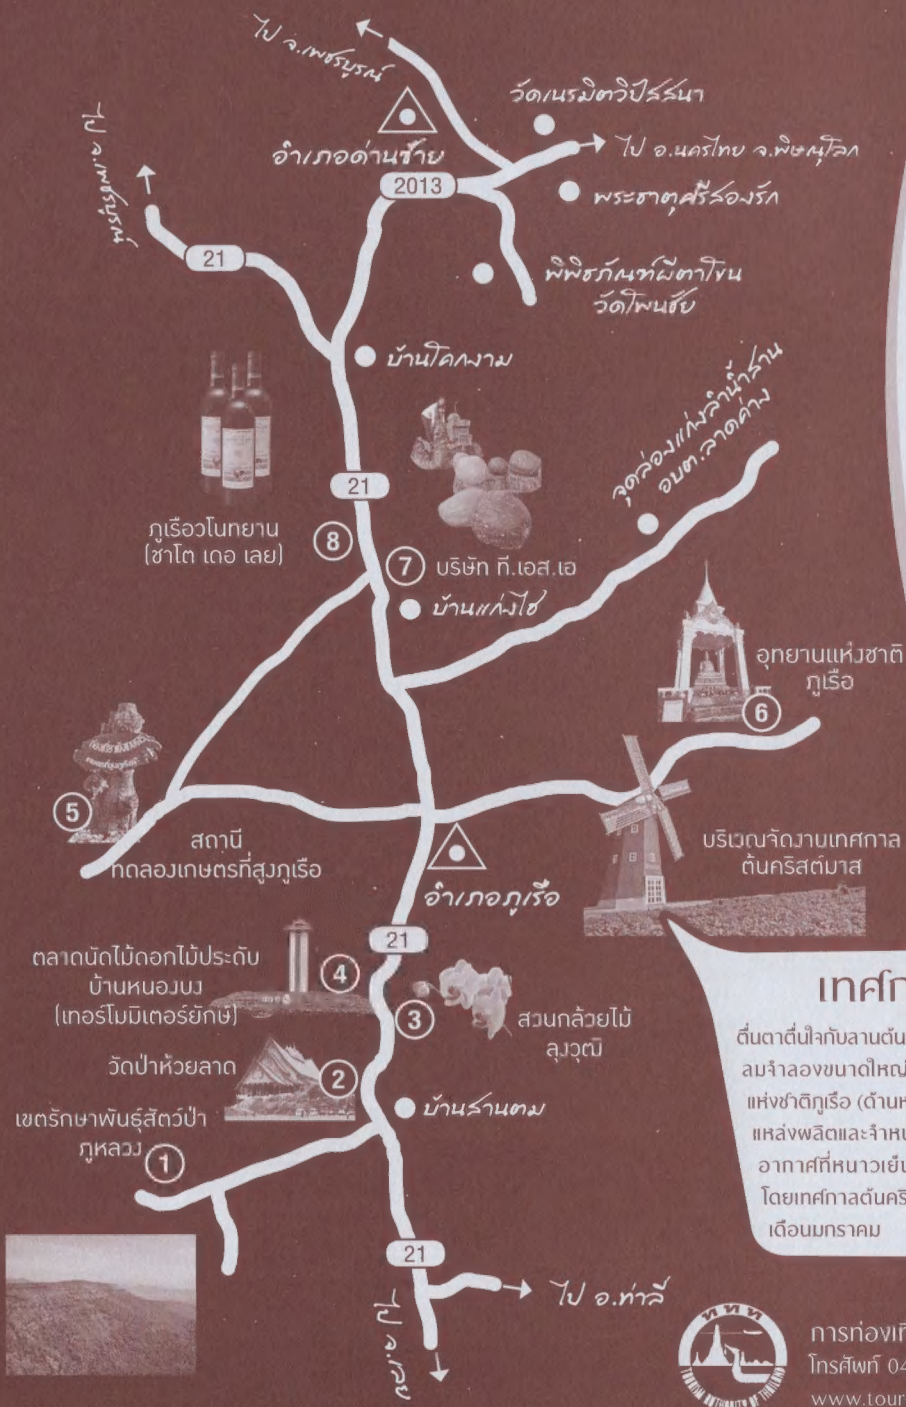 ไป จ.เพชรบูรณ์
วัดเนรมิตวิปัสสนา
ไป จ.เพชรบูรณ์
อำเภอด่านซ้าย
ไป อ.นครไทย จ.พิษณุโลก
2013
พระธาตุศรีสองรัก
21
พิพิธภัณฑ์ผีตาโขน
วัดโพนชัย
บ้านโคกงาม
จุดล่องแก่งลำน้ำสาน
อบต.ลาดค่าง
21
ภูเรือวโนทยาน
(ชาโต เดอ เลย)
8
7
บริษัท ที.เอส.เอ
บ้านแก่งไฮ
อุทยานแห่งชาติ
ภูเรือ
6
5
สถานี
ทดลองเกษตรที่สูงภูเรือ
บริเวณจัดงานเทศกาล
ต้นคริสต์มาส
อำเภอภูเรือ
21
ตลาดนัดไม้ดอกไม้ประดับ
บ้านหนองบง
(เทอร์โมมิเตอร์ยักษ์)
4
3
สวนกล้วยไม้
ลุงวุฒิ
วัดป่าห้วยลาด
2
บ้านสานตม
เขตรักษาพันธุ์สัตว์ป่า
ภูหลวง
1
21
ไป อ.ท่าลี่
ไป จ.เลย
ตื่นตาตื่นใจกับลานต้น
ลมจำลองขนาดใหญ่
แห่งชาติภูเรือ (ด้านห
แหล่งผลิตและจำหน
อากาศที่หนาวเย็น
โดยเทศกาลต้นคริ
เดือนมกราคม
ททท
TOURISM AUTHORITY OF THAILAND
การท่องเที
โทรศัพท์ 04
www.tour